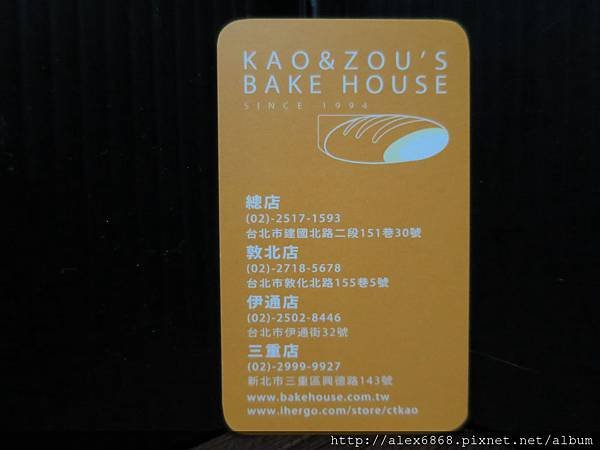 KAO&ZOU'S
BAKE HOUSE
SINCE 1994
總店
(02)-2517-1593
台北市建國北路二段151巷30號
敦北店
(02)-2718-5678
台北市敦化北路155巷5號
伊通店
(02)-2502-8446
台北市伊通街32號
三重店
(02)-2999-9927
新北市三重區興德路143號
www.bakehouse.com.tw
www.ihergo.com/store/ctkao
http://alex6868.pixnet.net/album